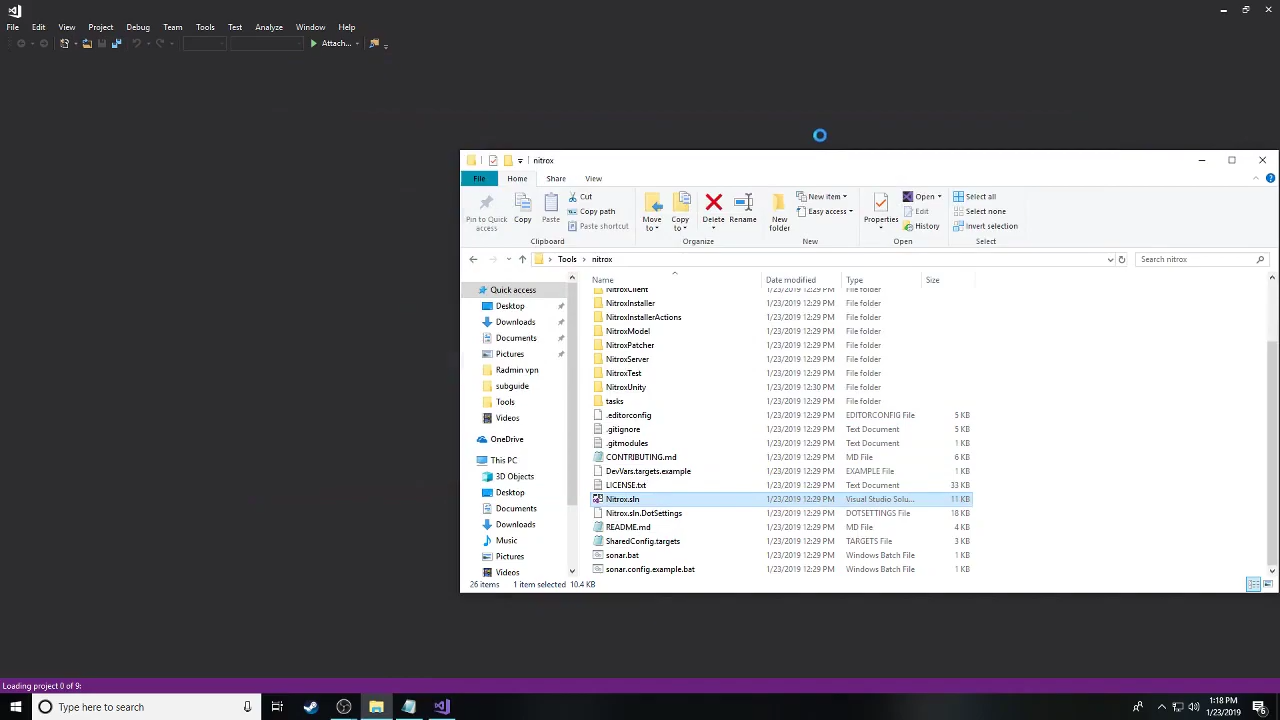 File Edit View Project Debug Team Tools Test Analyze Window Help
Attach...
nitrox
File Home Share View
Pin to Quick access
Copy
Paste
Cut
Copy path
Paste shortcut
Clipboard
Move to
Copy to
Delete
Rename
Organize
New folder
New item
Easy access
New
Properties
Open
Edit
History
Open
Select all
Select none
Invert selection
Select
Tools nitrox
Search nitrox
Quick access
Desktop
Downloads
Documents
Pictures
Radmin vpn
subguide
Tools
Videos
OneDrive
This PC
3D Objects
Desktop
Documents
Downloads
Music
Pictures
Videos
Name Date modified Type Size
NitroxClient 1/23/2019 12:29 PM File folder
NitroxInstaller 1/23/2019 12:29 PM File folder
NitroxInstallerActions 1/23/2019 12:29 PM File folder
NitroxModel 1/23/2019 12:29 PM File folder
NitroxPatcher 1/23/2019 12:29 PM File folder
NitroxServer 1/23/2019 12:29 PM File folder
NitroxTest 1/23/2019 12:29 PM File folder
NitroxUnity 1/23/2019 12:30 PM File folder
tasks 1/23/2019 12:29 PM File folder
.editorconfig 1/23/2019 12:29 PM EDITORCONFIG File 5 KB
.gitignore 1/23/2019 12:29 PM Text Document 5 KB
.gitmodules 1/23/2019 12:29 PM Text Document 1 KB
CONTRIBUTING.md 1/23/2019 12:29 PM MD File 6 KB
DevVars.targets.example 1/23/2019 12:29 PM EXAMPLE File 1 KB
LICENSE.txt 1/23/2019 12:29 PM Text Document 33 KB
Nitrox.sln 1/23/2019 12:29 PM Visual Studio Solu... 11 KB
Nitrox.sln.DotSettings 1/23/2019 12:29 PM DOTSETTINGS File 18 KB
README.md 1/23/2019 12:29 PM MD File 4 KB
SharedConfig.targets 1/23/2019 12:29 PM TARGETS File 3 KB
sonar.bat 1/23/2019 12:29 PM Windows Batch File 1 KB
sonar.config.example.bat 1/23/2019 12:29 PM Windows Batch File 1 KB
26 items 1 item selected 10.4 KB
Loading project 0 of 9:
Type here to search
1:18 PM
1/23/2019
6